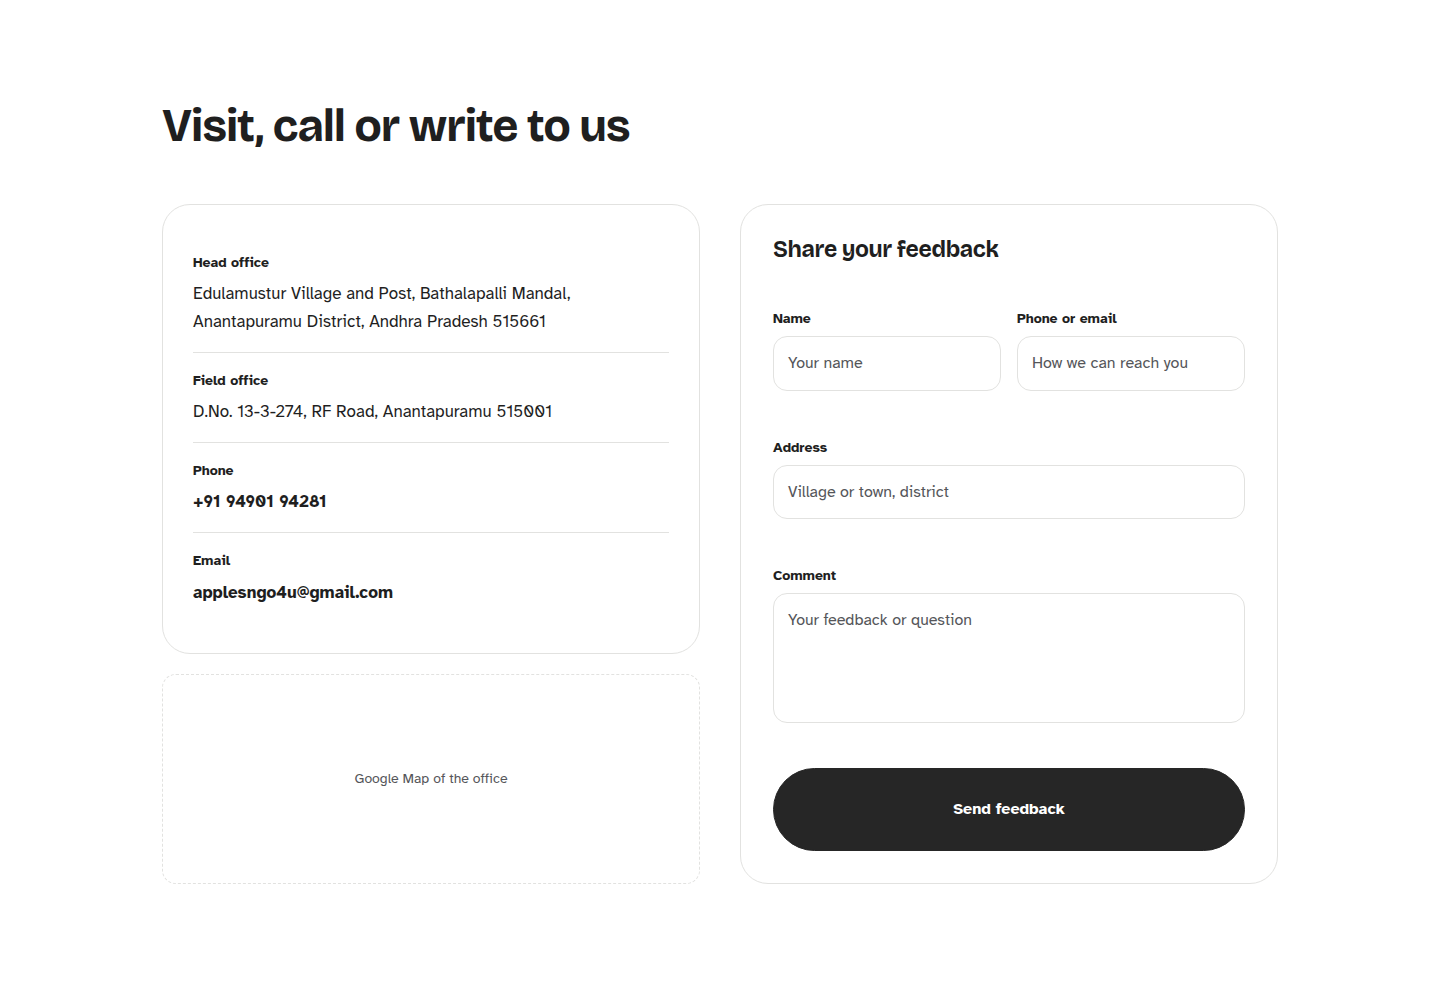 Visit, call or write to us
Head office
Edulamustur Village and Post, Bathalapalli Mandal,
Anantapuramu District, Andhra Pradesh 515661
Field office
D.No. 13-3-274, RF Road, Anantapuramu 515001
Phone
+91 94901 94281
Email
applesngo4u@gmail.com
Google Map of the office
Share your feedback
Name
Your name
Phone or email
How we can reach you
Address
Village or town, district
Comment
Your feedback or question
Send feedback